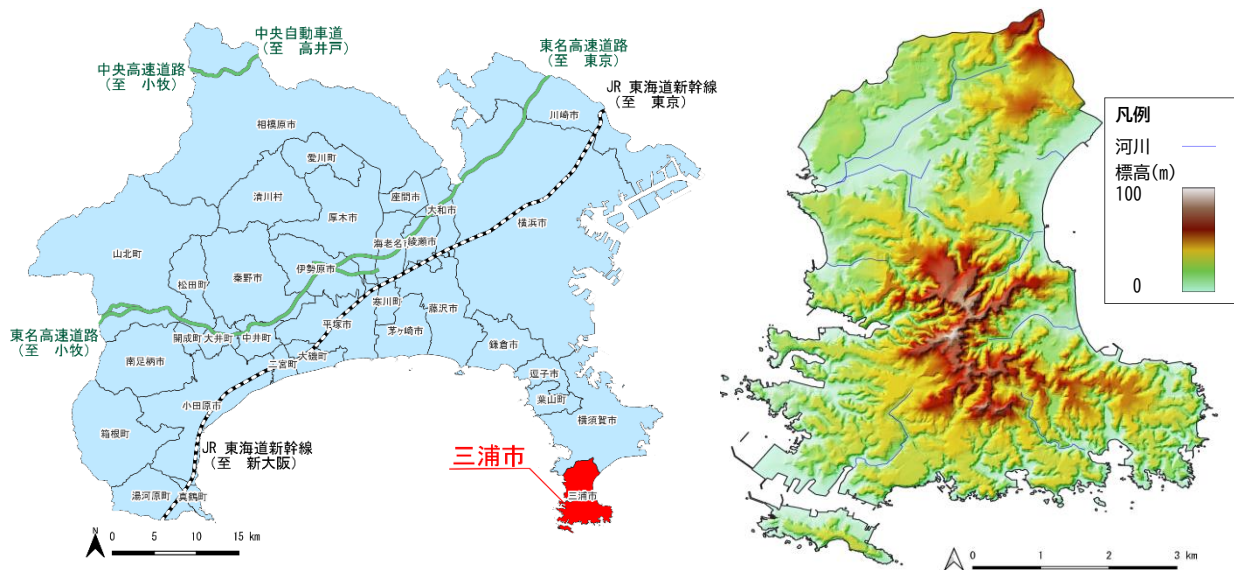 中央自動車道
(至 高井戸)
中央高速道路
(至 小牧)
東名高速道路
(至 東京)
JR 東海道新幹線
(至 東京)
川崎市
相模原市
愛川町
清川村
座間市
厚木市
大和市
横浜市
海老名
綾瀬市
山北町
伊勢原市
秦野市
松田町
寒川町
藤沢市
平塚市
茅ヶ崎市
東名高速道路
(至 小牧)
開成町
大井町
中井町
鎌倉市
大磯町
南足柄市
二宮町
逗子市
葉山町
小田原市
横須賀市
箱根町
JR 東海道新幹線
(至 新大阪)
三浦市
湯河原町
真鶴町
三浦市
N
0 5 10 15 km
凡例
河川
標高(m)
100
0
0 1 2 3 km